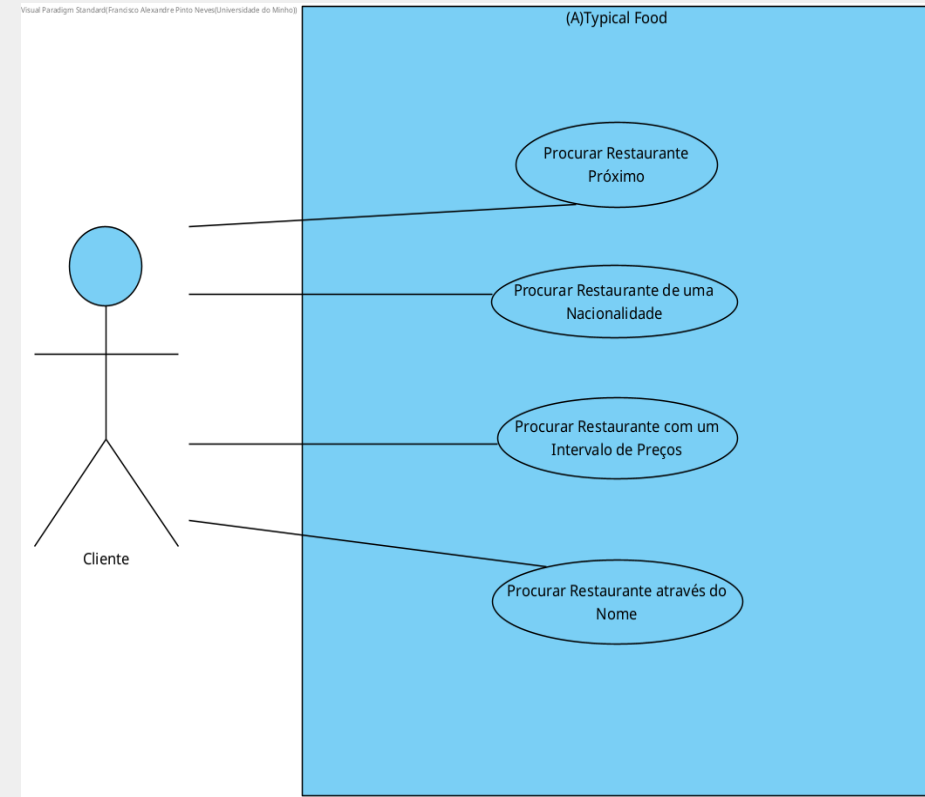 Visual Paradigm Standard(Francisco Alexandre Pinto Neves(Universidade do Minho))
(A)Typical Food
Procurar Restaurante
Próximo
Procurar Restaurante de uma
Nacionalidade
Procurar Restaurante com um
Intervalo de Preços
Cliente
Procurar Restaurante através do
Nome